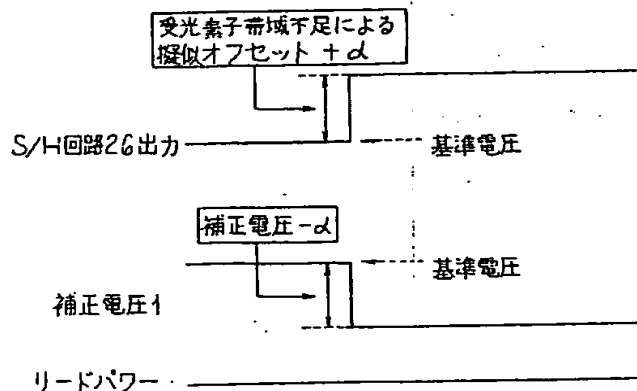 受光素子帯域不足による
擬似オフセット +α
S/H回路26出力
基準電圧
補正電圧-α
基準電圧
補正電圧1
リードパワー